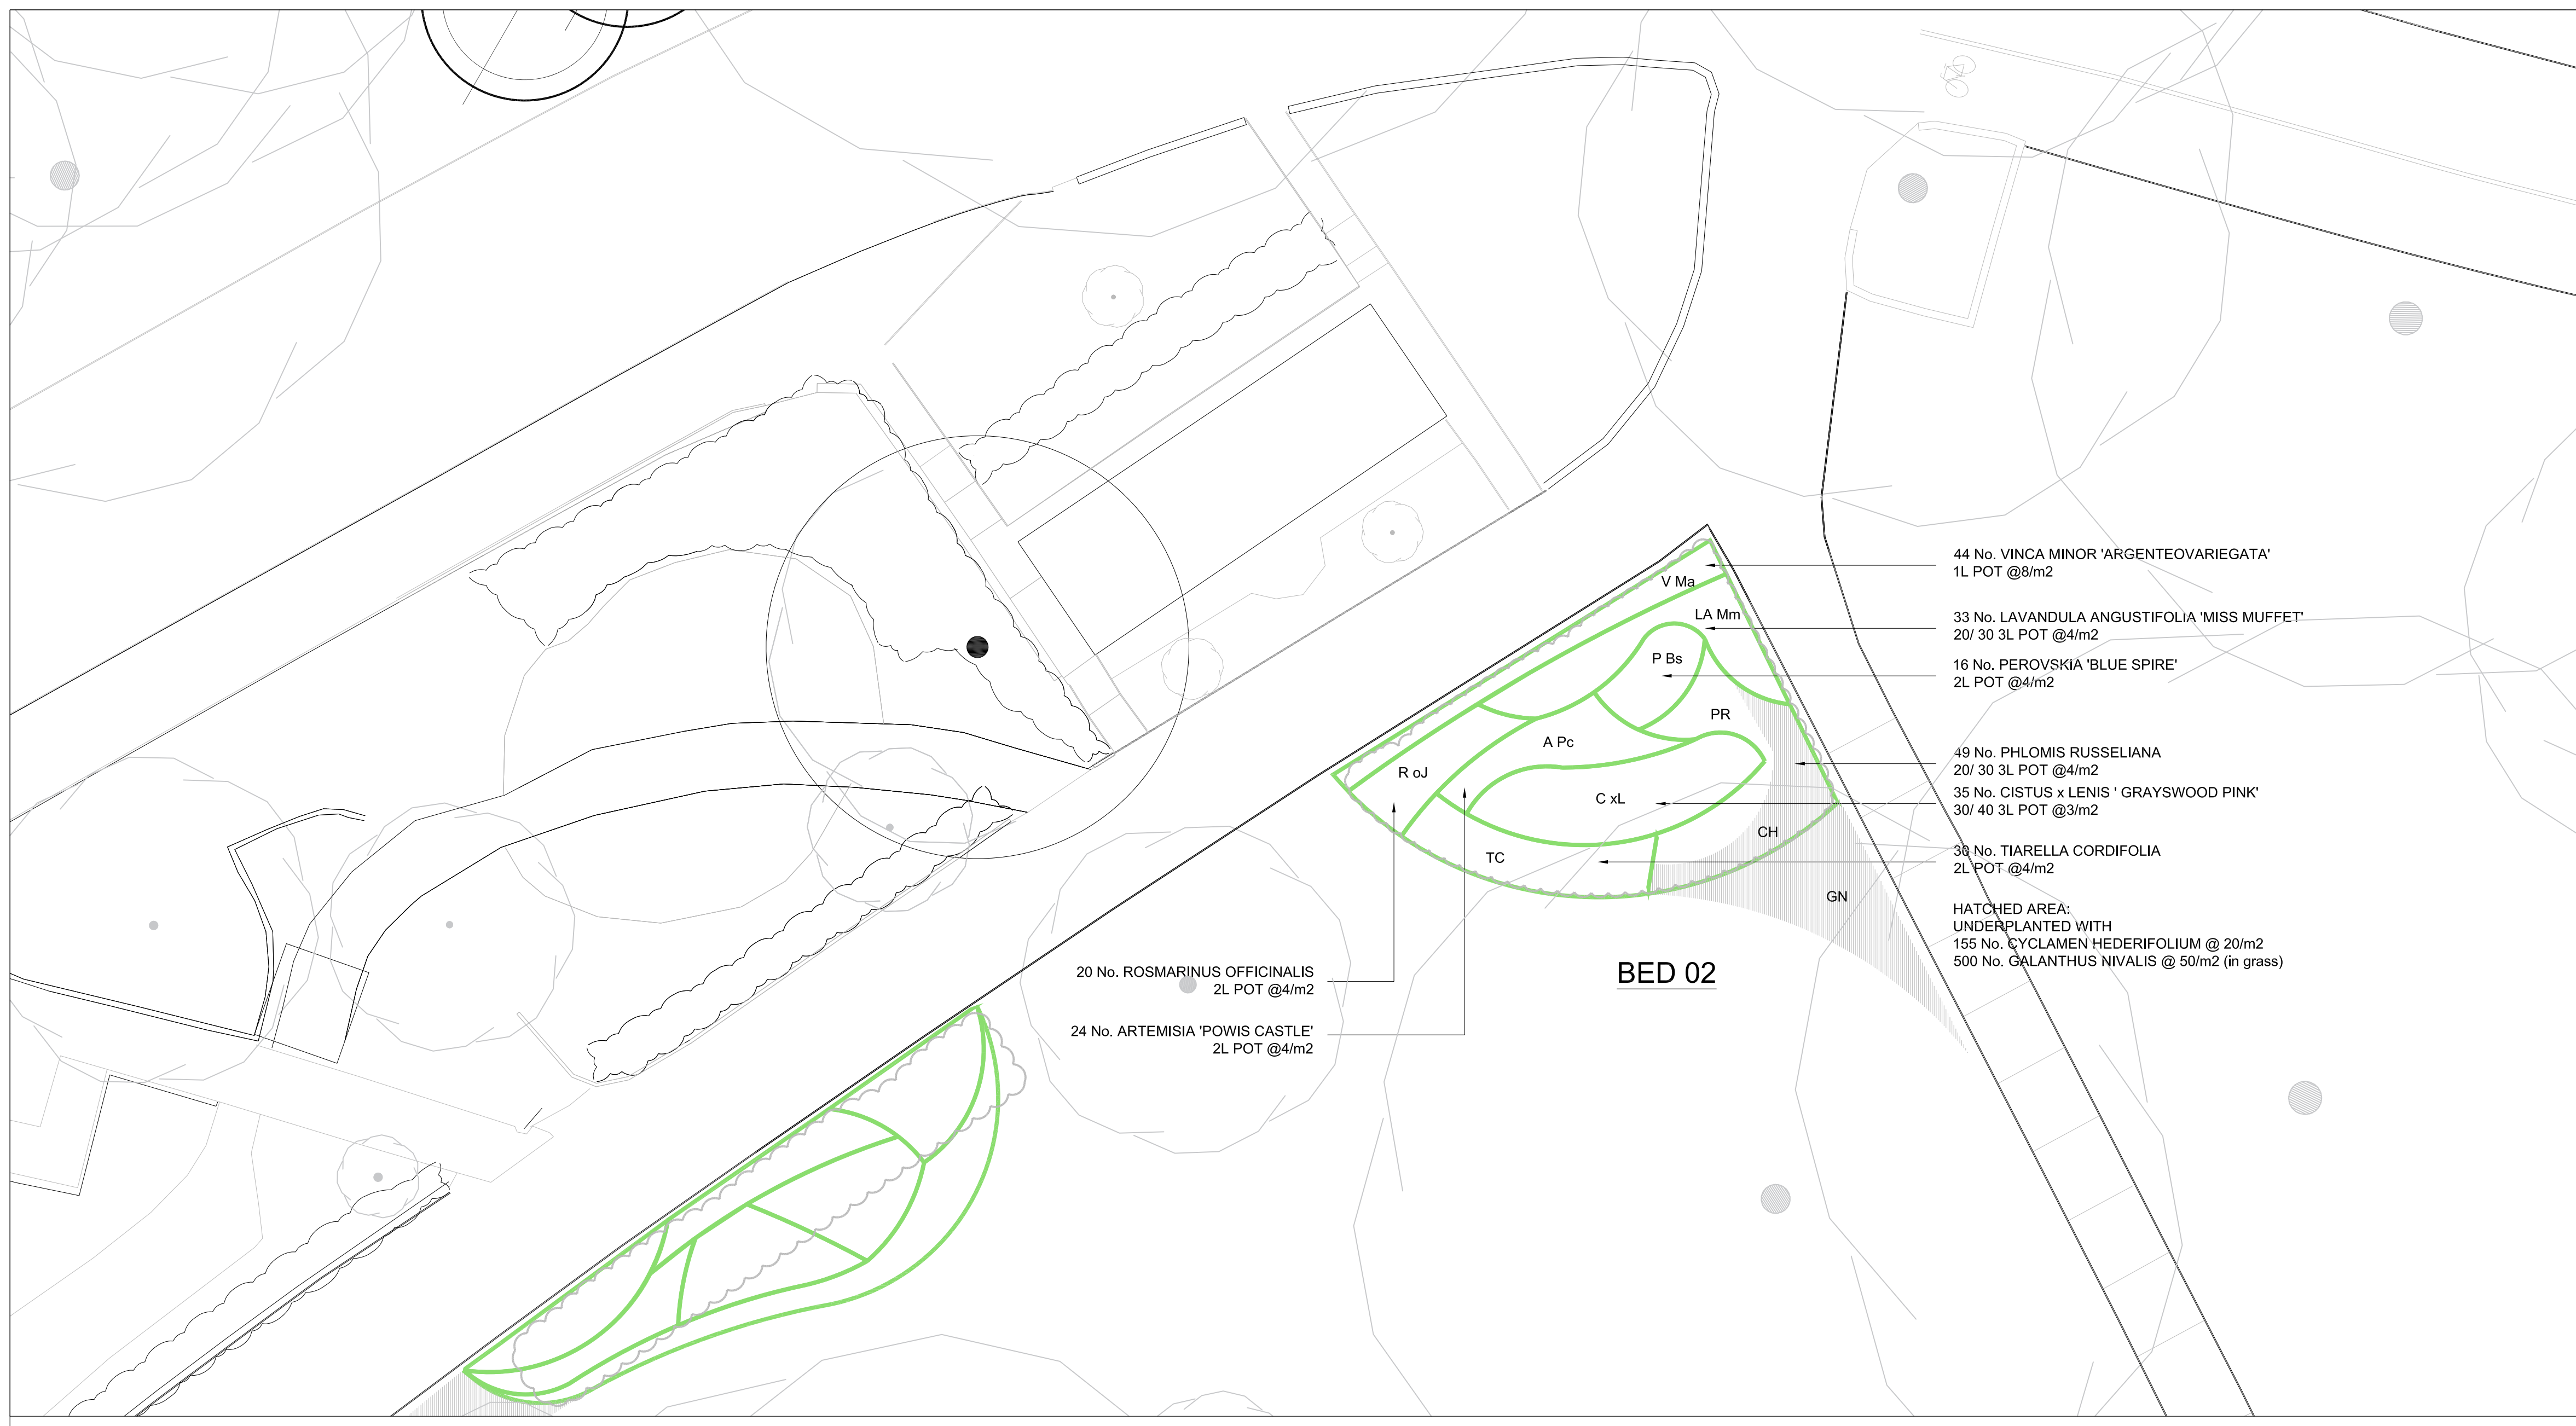 44 No. VINCA MINOR 'ARGENTEOVARIEGATA'
1L POT @8/m2
V Ma
LA Mm
33 No. LAVANDULA ANGUSTIFOLIA 'MISS MUFFET'
20/ 30 3L POT @4/m2
P Bs
16 No. PEROVSKIA 'BLUE SPIRE'
2L POT @4/m2
PR
A Pc
49 No. PHLOMIS RUSSELIANA
20/ 30 3L POT @4/m2
R oJ
C xL
35 No. CISTUS x LENIS ' GRAYSWOOD PINK'
30/ 40 3L POT @3/m2
CH
TC
30 No. TIARELLA CORDIFOLIA
2L POT @4/m2
GN
HATCHED AREA:
UNDERPLANTED WITH
155 No. CYCLAMEN HEDERIFOLIUM @ 20/m2
500 No. GALANTHUS NIVALIS @ 50/m2 (in grass)
20 No. ROSMARINUS OFFICINALIS
2L POT @4/m2
BED 02
24 No. ARTEMISIA 'POWIS CASTLE'
2L POT @4/m2